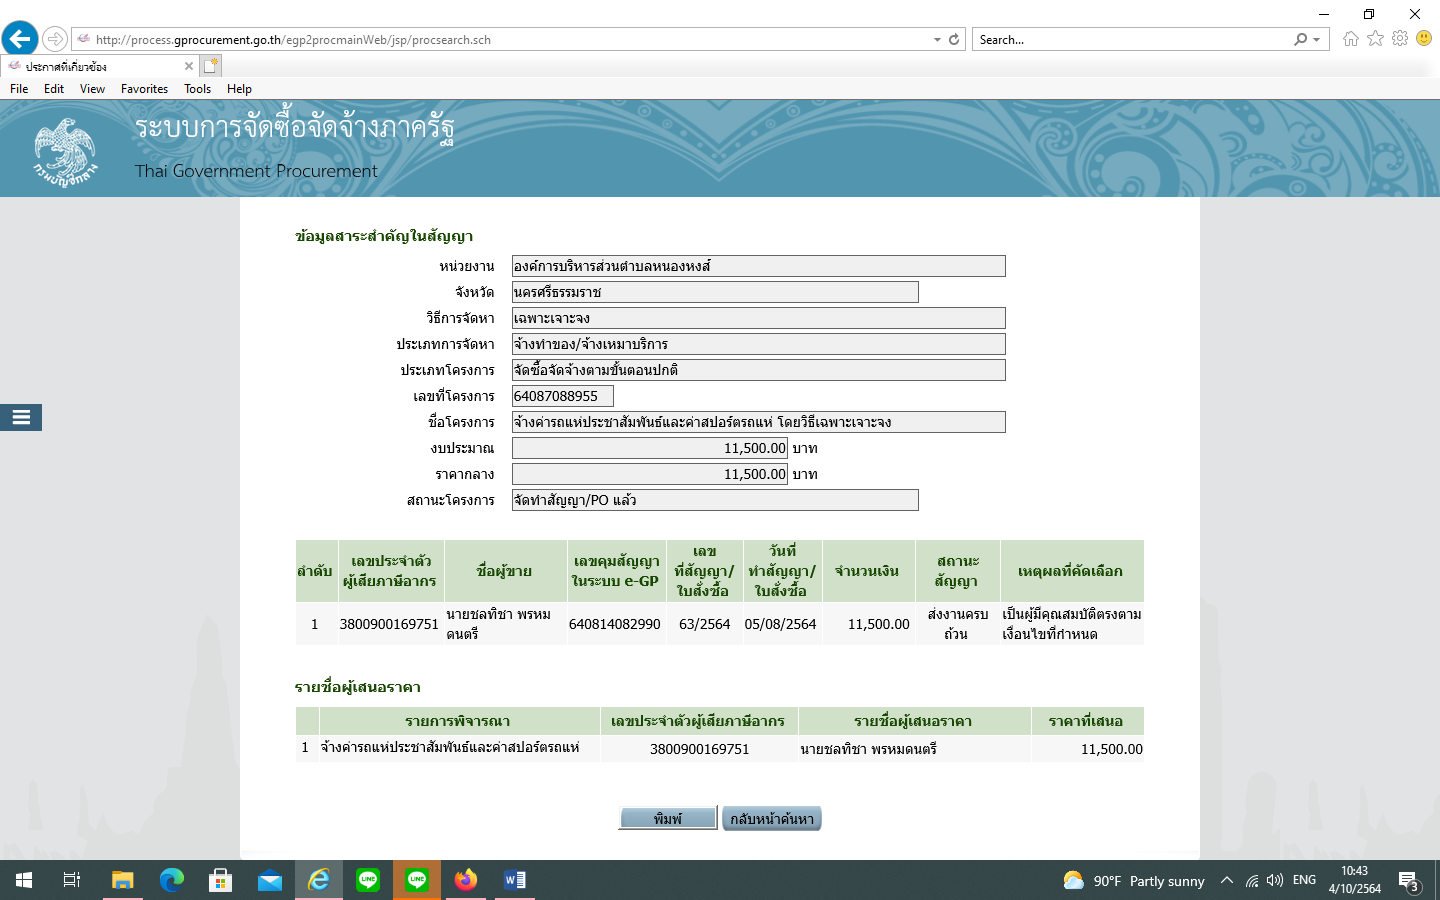 http://process.gprocurement.go.th/egp2procmainWeb/jsp/procsearch.sch
Search...
ประกาศที่เกี่ยวข้อง
File Edit View Favorites Tools Help
ระบบการจัดซื้อจัดจ้างภาครัฐ
Thai Government Procurement
กรมบัญชีกลาง
ข้อมูลสาระสำคัญในสัญญา
หน่วยงาน องค์การบริหารส่วนตำบลหนองหงส์
จังหวัด นครศรีธรรมราช
วิธีการจัดหา เฉพาะเจาะจง
ประเภทการจัดหา จ้างทำของ/จ้างเหมาบริการ
ประเภทโครงการ จัดซื้อจัดจ้างตามขั้นตอนปกติ
เลขที่โครงการ 64087088955
ชื่อโครงการ จ้างค่ารถแห่ประชาสัมพันธ์และค่าสปอร์ตรถแห่ โดยวิธีเฉพาะเจาะจง
งบประมาณ 11,500.00 บาท
ราคากลาง 11,500.00 บาท
สถานะโครงการ จัดทำสัญญา/PO แล้ว
ลำดับ เลขประจำตัว ผู้เสียภาษีอากร ชื่อผู้ขาย เลขคุมสัญญา ในระบบ e-GP เลข ที่สัญญา/ ใบสั่งซื้อ วันที่ ทำสัญญา/ ใบสั่งซื้อ จำนวนเงิน สถานะ สัญญา เหตุผลที่คัดเลือก
1 3800900169751 นายชลทิชา พรหม ดนตรี 640814082990 63/2564 05/08/2564 11,500.00 ส่งงานครบ ถ้วน เป็นผู้มีคุณสมบัติตรงตาม เงื่อนไขที่กำหนด
รายชื่อผู้เสนอราคา
รายการพิจารณา เลขประจำตัวผู้เสียภาษีอากร รายชื่อผู้เสนอราคา ราคาที่เสนอ
1 จ้างค่ารถแห่ประชาสัมพันธ์และค่าสปอร์ตรถแห่ 3800900169751 นายชลทิชา พรหมดนตรี 11,500.00
พิมพ์ กลับหน้าค้นหา
LINE LINE 90°F Partly sunny ENG 10:43
4/10/2564 3